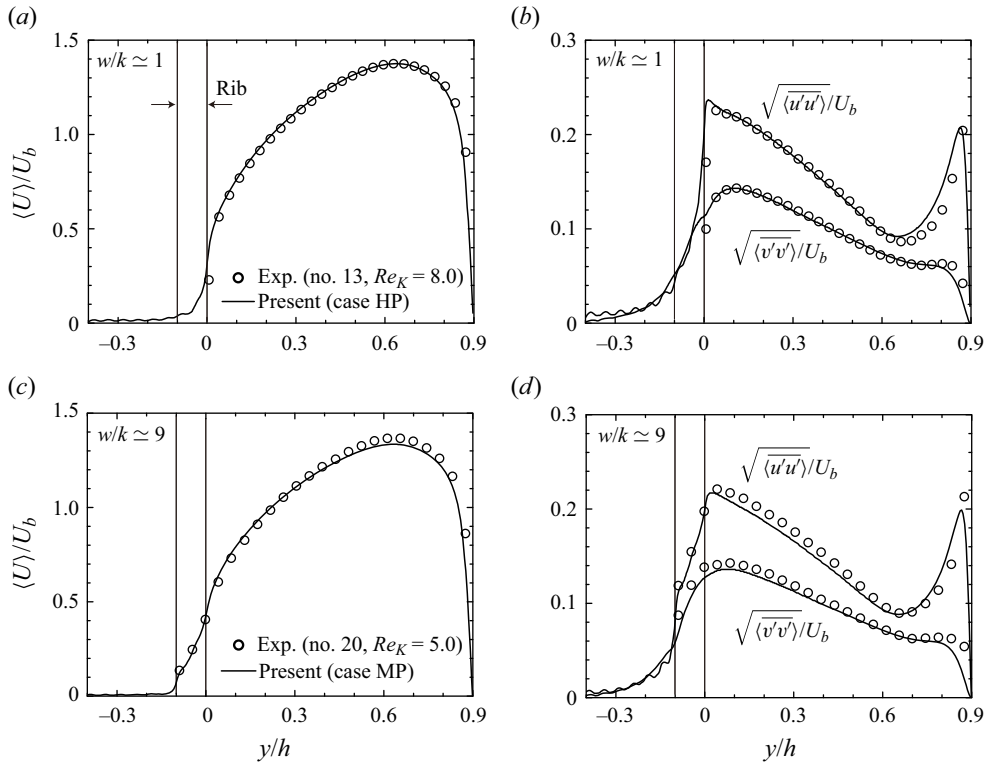 (a)
1.5
1.0
0.5
0
⟨U⟩/U_b
w/k ≃ 1
Rib
Exp. (no. 13, Re_K = 8.0)
Present (case HP)
–0.3 0 0.3 0.6 0.9
(b)
0.3
0.2
0.1
0
w/k ≃ 1
√⟨u′u′⟩/U_b
√⟨v′v′⟩/U_b
–0.3 0 0.3 0.6 0.9
(c)
1.5
1.0
0.5
0
⟨U⟩/U_b
w/k ≃ 9
Exp. (no. 20, Re_K = 5.0)
Present (case MP)
–0.3 0 0.3 0.6 0.9
y/h
(d)
0.3
0.2
0.1
0
w/k ≃ 9
√⟨u′u′⟩/U_b
√⟨v′v′⟩/U_b
–0.3 0 0.3 0.6 0.9
y/h